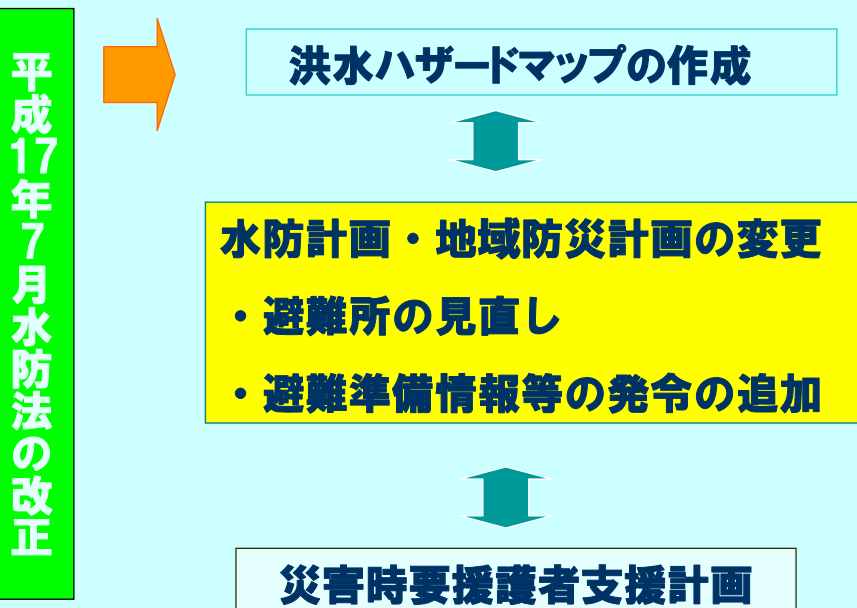 平成17年7月水防法の改正
洪水ハザードマップの作成
水防計画・地域防災計画の変更
・避難所の見直し
・避難準備情報等の発令の追加
災害時要援護者支援計画